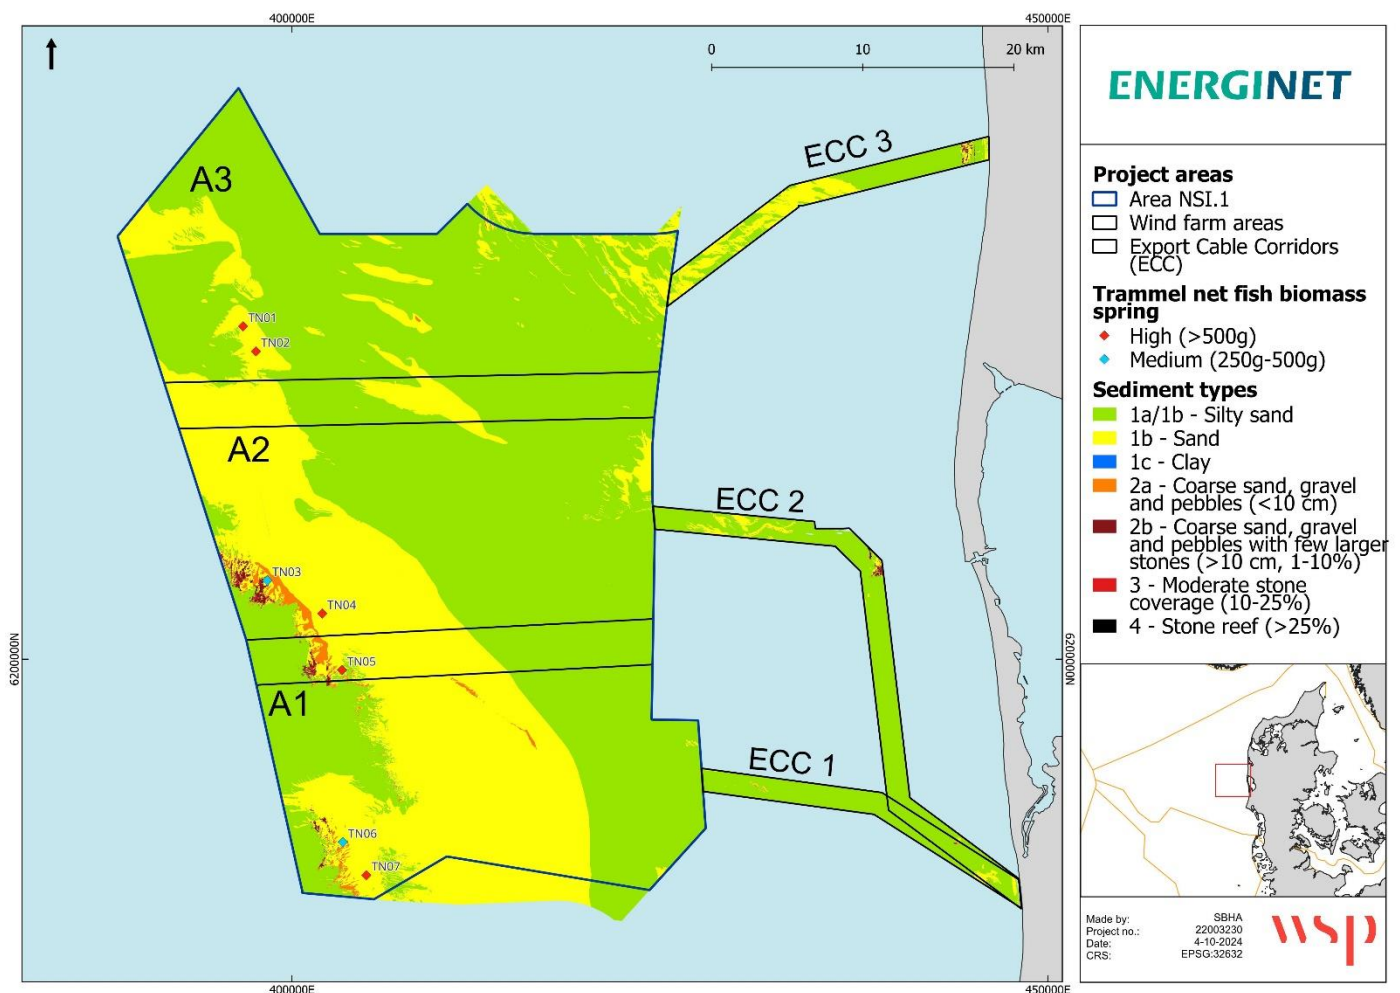 400000E
450000E
0
10
20 km
ECC 3
A3
TN01
TN02
A2
ECC 2
TN03
TN04
TN05
6200000N
6200000N
A1
ECC 1
TN06
TN07
400000E
450000E
ENERGINET
Project areas
Area NSI.1
Wind farm areas
Export Cable Corridors
(ECC)
Trammel net fish biomass
spring
High (>500g)
Medium (250g-500g)
Sediment types
1a/1b - Silty sand
1b - Sand
1c - Clay
2a - Coarse sand, gravel
and pebbles (<10 cm)
2b - Coarse sand, gravel
and pebbles with few larger
stones (>10 cm, 1-10%)
3 - Moderate stone
coverage (10-25%)
4 - Stone reef (>25%)
Made by: SBHA
Project no.: 22003230
Date: 4-10-2024
CRS: EPSG:32632
wsp